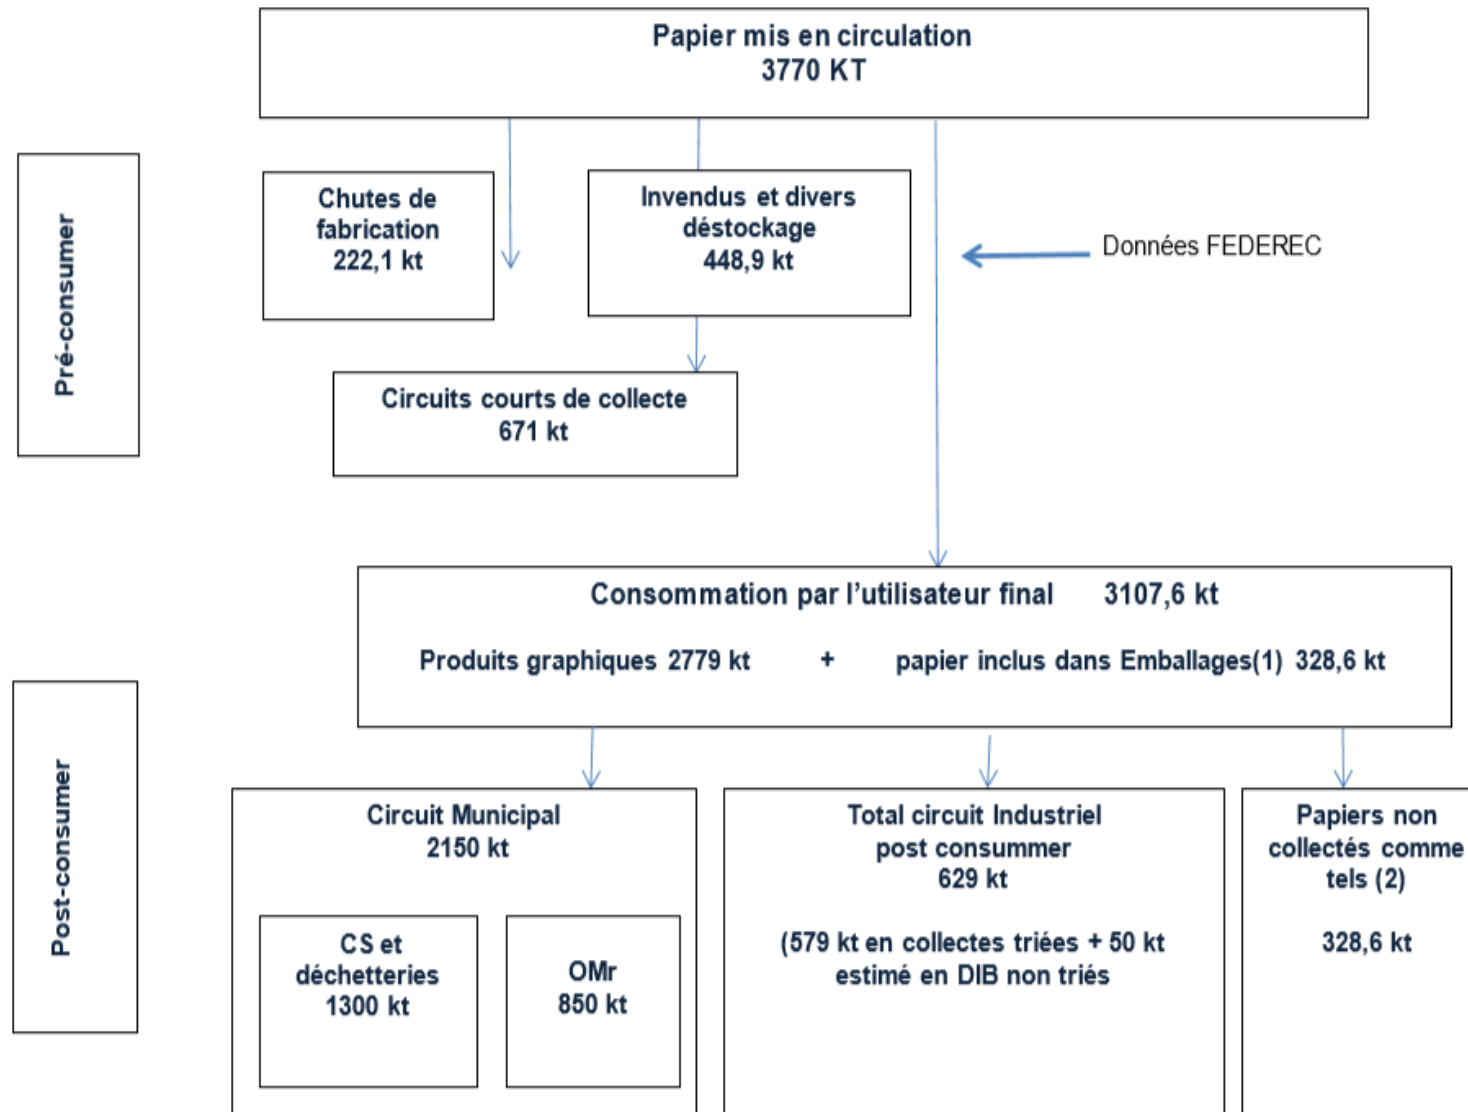 Papier mis en circulation
3770 KT
Pré-consumer
Chutes de
fabrication
222,1 kt
Invendus et divers
déstockage
448,9 kt
Données FEDEREC
Circuits courts de collecte
671 kt
Consommation par l'utilisateur final 3107,6 kt
Produits graphiques 2779 kt + papier inclus dans Emballages(1) 328,6 kt
Post-consumer
Circuit Municipal
2150 kt
CS et
déchetteries
1300 kt
OMr
850 kt
Total circuit Industriel
post consummer
629 kt
(579 kt en collectes triées + 50 kt
estimé en DIB non triés
Papiers non
collectés comme
tels (2)
328,6 kt